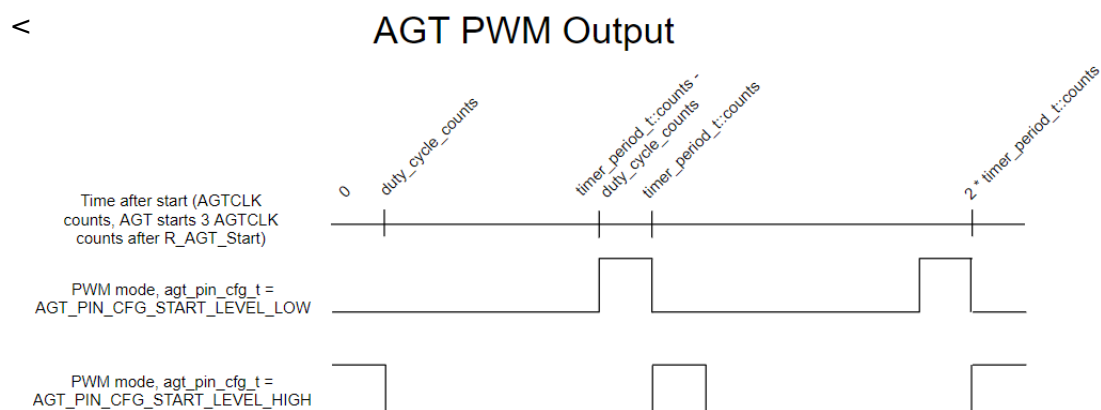 <
AGT PWM Output
0
duty_cycle_counts
timer_period_t::counts -
duty_cycle_counts
timer_period_t::counts
2 * timer_period_t::counts
Time after start (AGTCLK
counts, AGT starts 3 AGTCLK
counts after R_AGT_Start)
PWM mode, agt_pin_cfg_t =
AGT_PIN_CFG_START_LEVEL_LOW
PWM mode, agt_pin_cfg_t =
AGT_PIN_CFG_START_LEVEL_HIGH